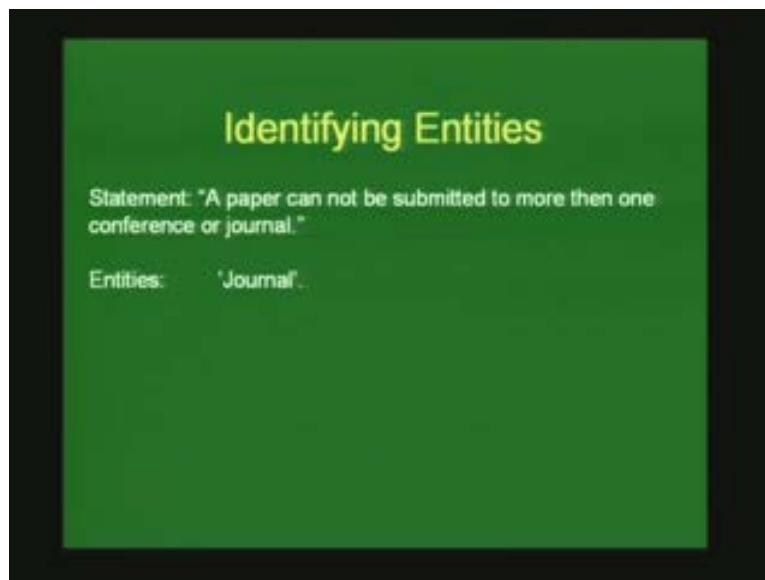 Identifying Entities
Statement: "A paper can not be submitted to more then one
conference or journal."
Entities: 'Journal'.